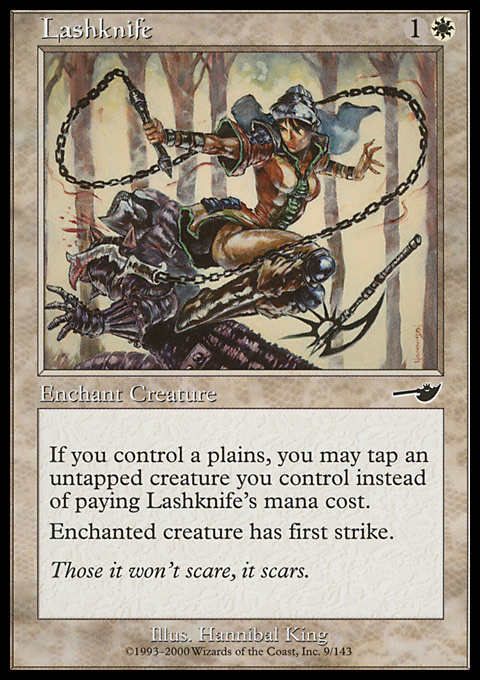 Lashknife 1
Enchant Creature
If you control a plains, you may tap an
untapped creature you control instead
of paying Lashknife's mana cost.
Enchanted creature has first strike.
Those it won't scare, it scars.
Illus. Hannibal King
©1993–2000 Wizards of the Coast, Inc. 9/143